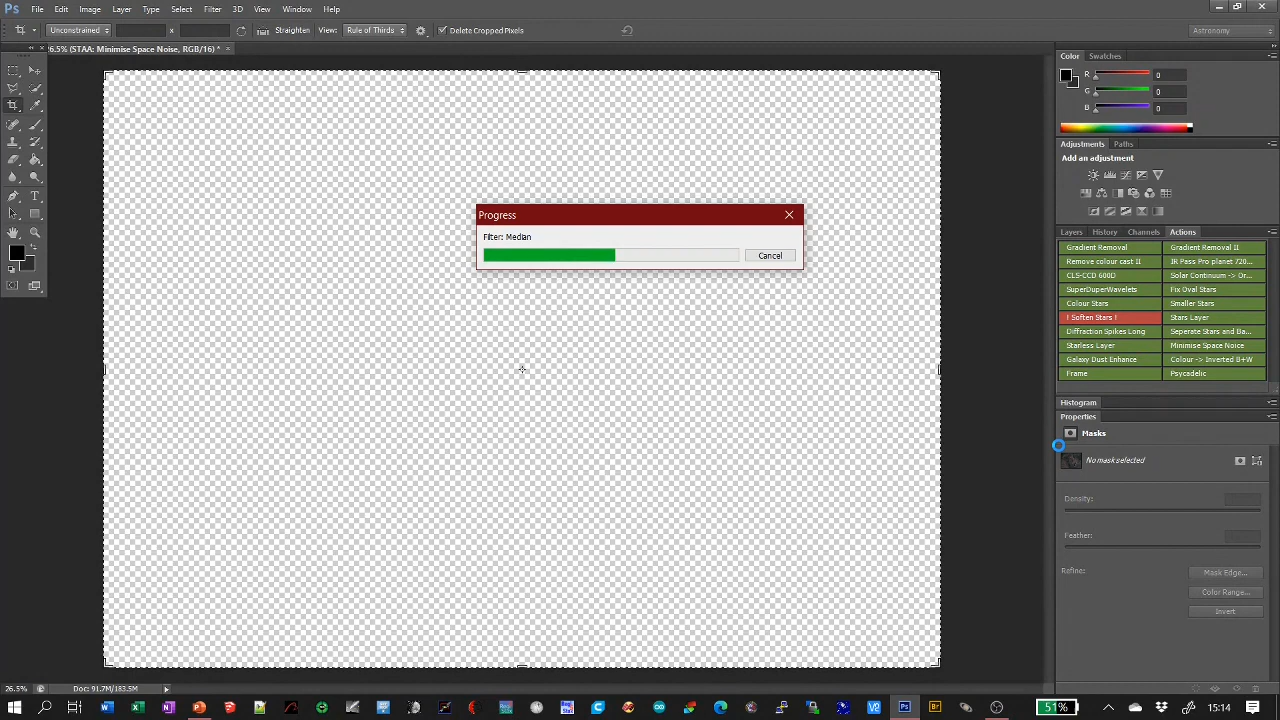 Ps File Edit Image Layer Type Select Filter 3D View Window Help
Unconstrained x Straighten View: Rule of Thirds Delete Cropped Pixels Astronomy
6.5% (STAA: Minimise Space Noise, RGB/16) *
Color Swatches
R 0
G 0
B 0
Adjustments Paths
Add an adjustment
Progress
Filter: Median
Cancel
Layers History Channels Actions
Gradient Removal Gradient Removal II
Remove colour cast II IR Pass Pro planet 720...
CLS-CCD 600D Solar Continuum -> Or...
SuperDuperWavelets Fix Oval Stars
Colour Stars Smaller Stars
! Soften Stars ! Stars Layer
Diffraction Spikes Long Seperate Stars and Ba...
Starless Layer Minimise Space Noice
Galaxy Dust Enhance Colour -> Inverted B+W
Frame Psycadelic
Histogram
Properties
Masks
No mask selected
Density:
Feather:
Refine: Mask Edge...
Color Range...
Invert
26.5% Doc: 91.7M/183.5M
51% 15:14